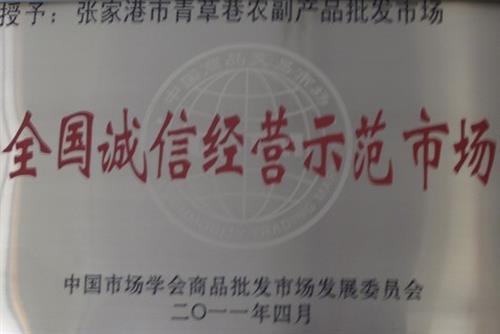 授予：张家港市青草巷农副产品批发市场
全国诚信经营示范市场
中国市场学会商品批发市场发展委员会
二〇一一年四月